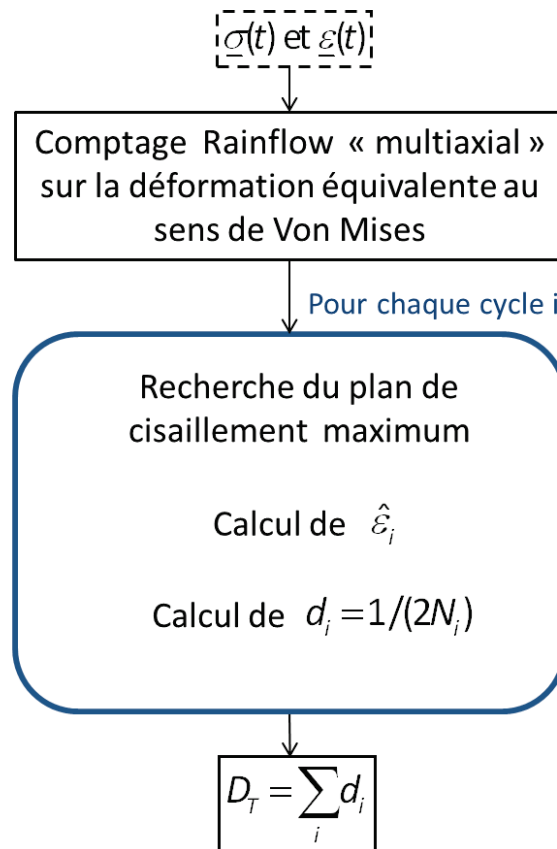 σ(t) et ε(t)
Comptage Rainflow « multiaxial »
sur la déformation équivalente au
sens de Von Mises
Pour chaque cycle i
Recherche du plan de
cisaillement maximum
Calcul de ε̂ᵢ
Calcul de dᵢ=1/(2Nᵢ)
D_T = ∑ᵢ dᵢ